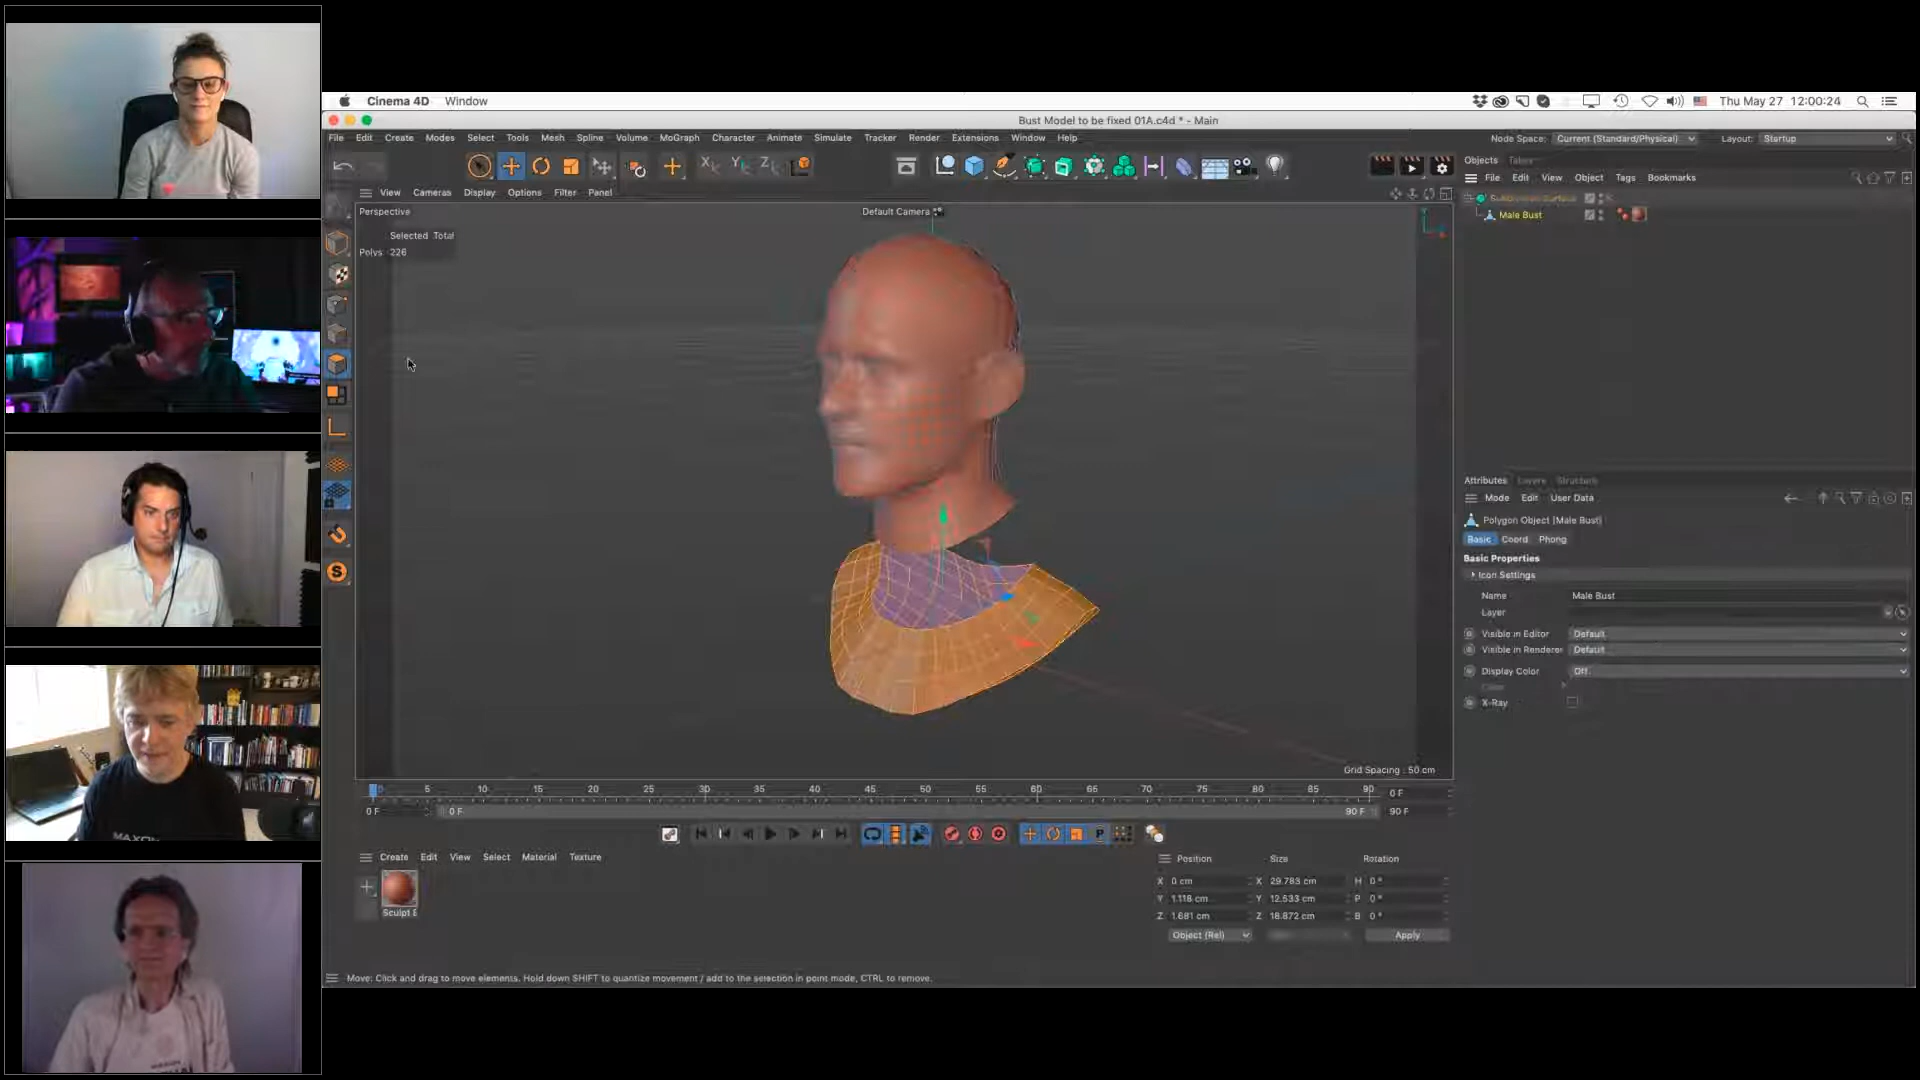 Cinema 4D Window
Thu May 27 12:00:24
Bust Model to be fixed 01A.c4d * - Main
File Edit Create Modes Select Tools Mesh Spline Volume MoGraph Character Animate Simulate Tracker Render Extensions Window Help
Node Space: Current (Standard/Physical) Layout: Startup
Objects Takes
File Edit View Object Tags Bookmarks
View Cameras Display Options Filter Panel
Subdivision Surface
Male Bust
Perspective
Default Camera
Selected Total
Polys 226
Attributes Layers Structure
Mode Edit User Data
Polygon Object [Male Bust]
Basic Coord Phong
Basic Properties
Icon Settings
Name Male Bust
Layer
Visible in Editor Default
Visible in Renderer Default
Display Color Off
X-Ray
Grid Spacing : 50 cm
0 5 10 15 20 25 30 35 40 45 50 55 60 65 70 75 80 85 90
0 F
0 F 0 F 90 F 90 F
P
Create Edit View Select Material Texture
Sculpt
Position Size Rotation
X 0 cm X 29.783 cm H 0 °
Y 1.118 cm Y 12.533 cm P 0 °
Z 1.681 cm Z 18.872 cm B 0 °
Object (Rel) Apply
Move: Click and drag to move elements. Hold down SHIFT to quantize movement / add to the selection in point mode, CTRL to remove.
MAXON